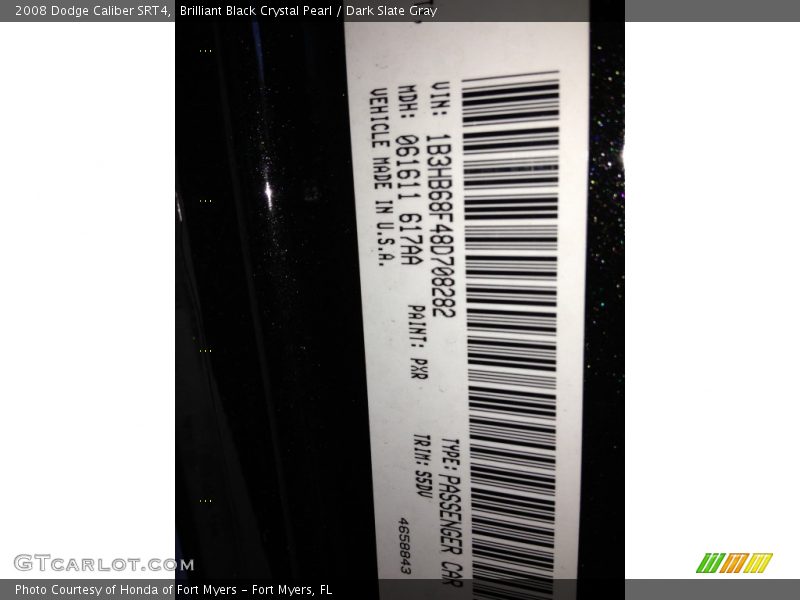 2008 Dodge Caliber SRT4, Brilliant Black Crystal Pearl / Dark Slate Gray
VIN: 1B3HB68F48D708282 TYPE: PASSENGER CAR
MDH: 061611 617AA PAINT: PXR TRIM: S5DV
VEHICLE MADE IN U.S.A. 4658843
GTcarlot.com
Photo Courtesy of Honda of Fort Myers - Fort Myers, FL